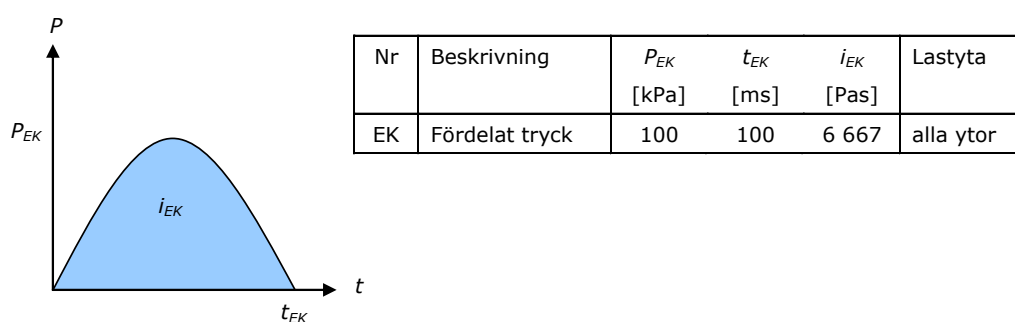 P
P_EK
i_EK
t
t_EK
Nr Beskrivning P_EK t_EK i_EK Lastyta
[kPa] [ms] [Pas]
EK Fördelat tryck 100 100 6 667 alla ytor